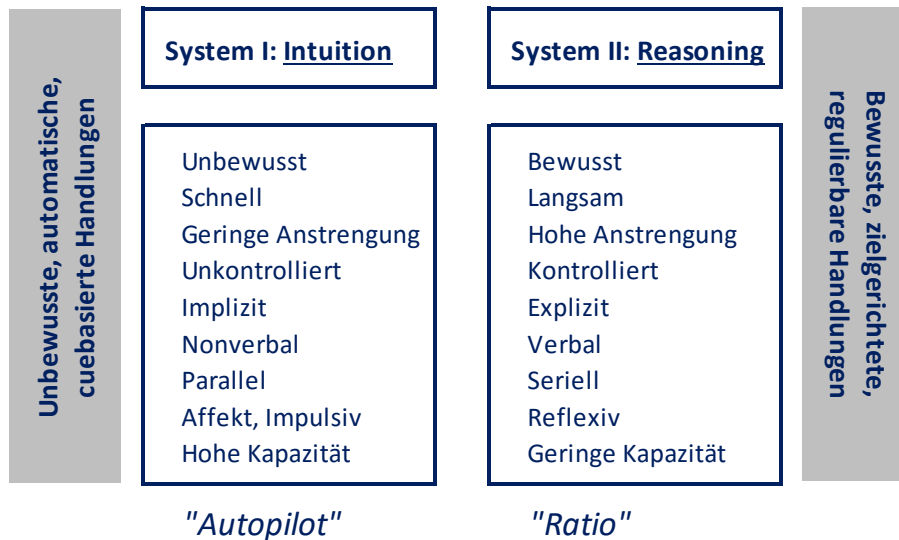 Unbewusste, automatische,
cuebasierte Handlungen
System I: Intuition
Unbewusst
Schnell
Geringe Anstrengung
Unkontrolliert
Implizit
Nonverbal
Parallel
Affekt, Impulsiv
Hohe Kapazität
"Autopilot"
System II: Reasoning
Bewusst
Langsam
Hohe Anstrengung
Kontrolliert
Explizit
Verbal
Seriell
Reflexiv
Geringe Kapazität
"Ratio"
Bewusste, zielgerichtete,
regulierbare Handlungen